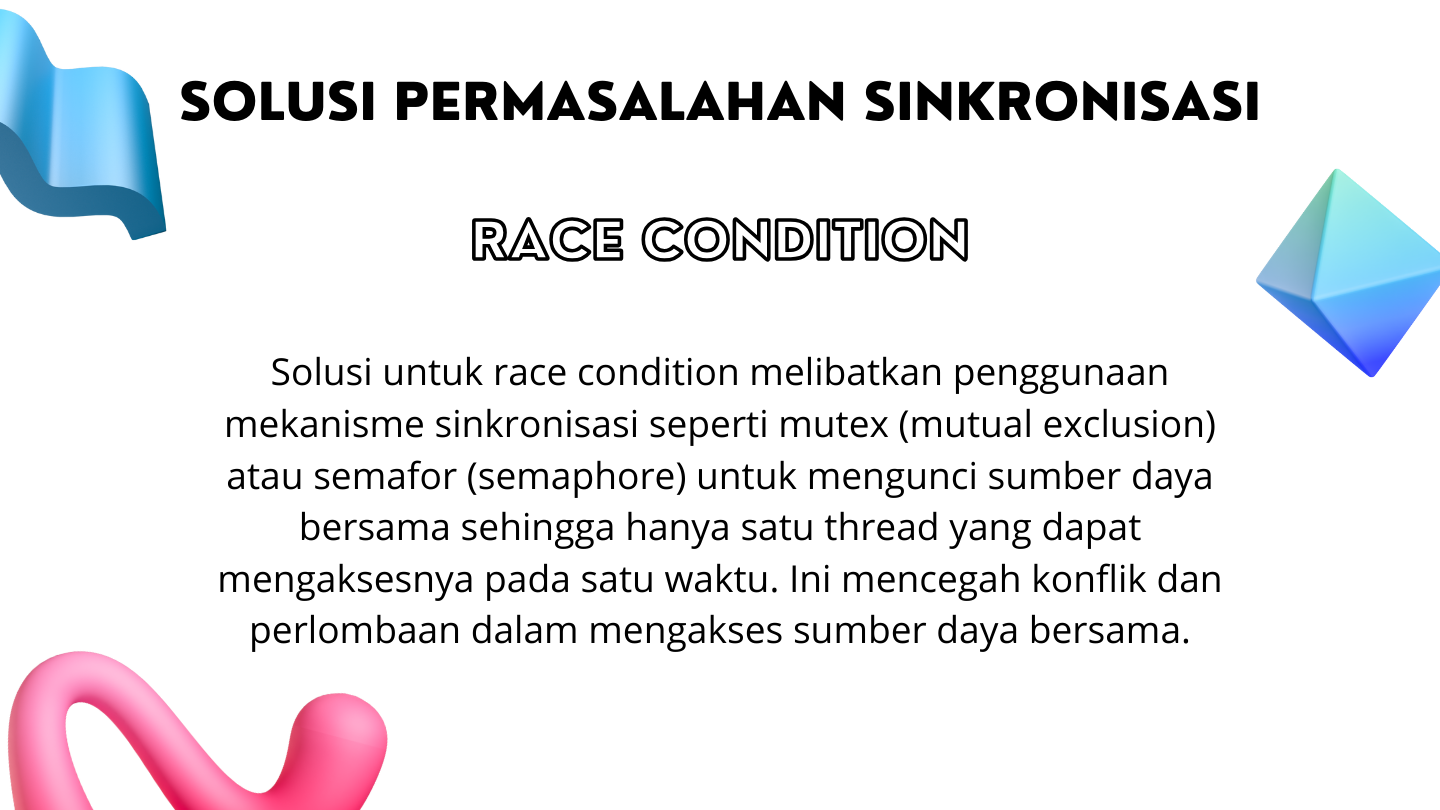 SOLUSI PERMASALAHAN SINKRONISASI
RACE CONDITION
Solusi untuk race condition melibatkan penggunaan
mekanisme sinkronisasi seperti mutex (mutual exclusion)
atau semafor (semaphore) untuk mengunci sumber daya
bersama sehingga hanya satu thread yang dapat
mengaksesnya pada satu waktu. Ini mencegah konflik dan
perlombaan dalam mengakses sumber daya bersama.